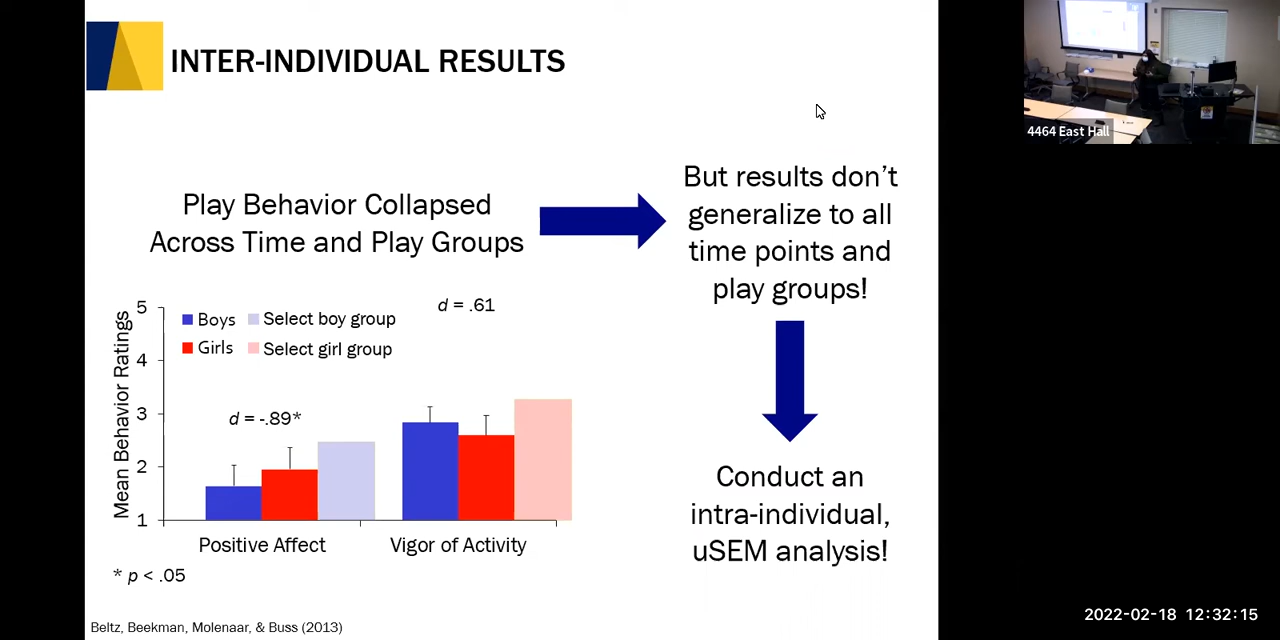 INTER-INDIVIDUAL RESULTS
4464 East Hall
Play Behavior Collapsed
Across Time and Play Groups
But results don't
generalize to all
time points and
play groups!
Mean Behavior Ratings
5
4
3
2
1
Boys
Select boy group
Girls
Select girl group
d = .61
d = -.89*
Positive Affect
Vigor of Activity
* p < .05
Conduct an
intra-individual,
uSEM analysis!
Beltz, Beekman, Molenaar, & Buss (2013)
2022-02-18 12:32:15